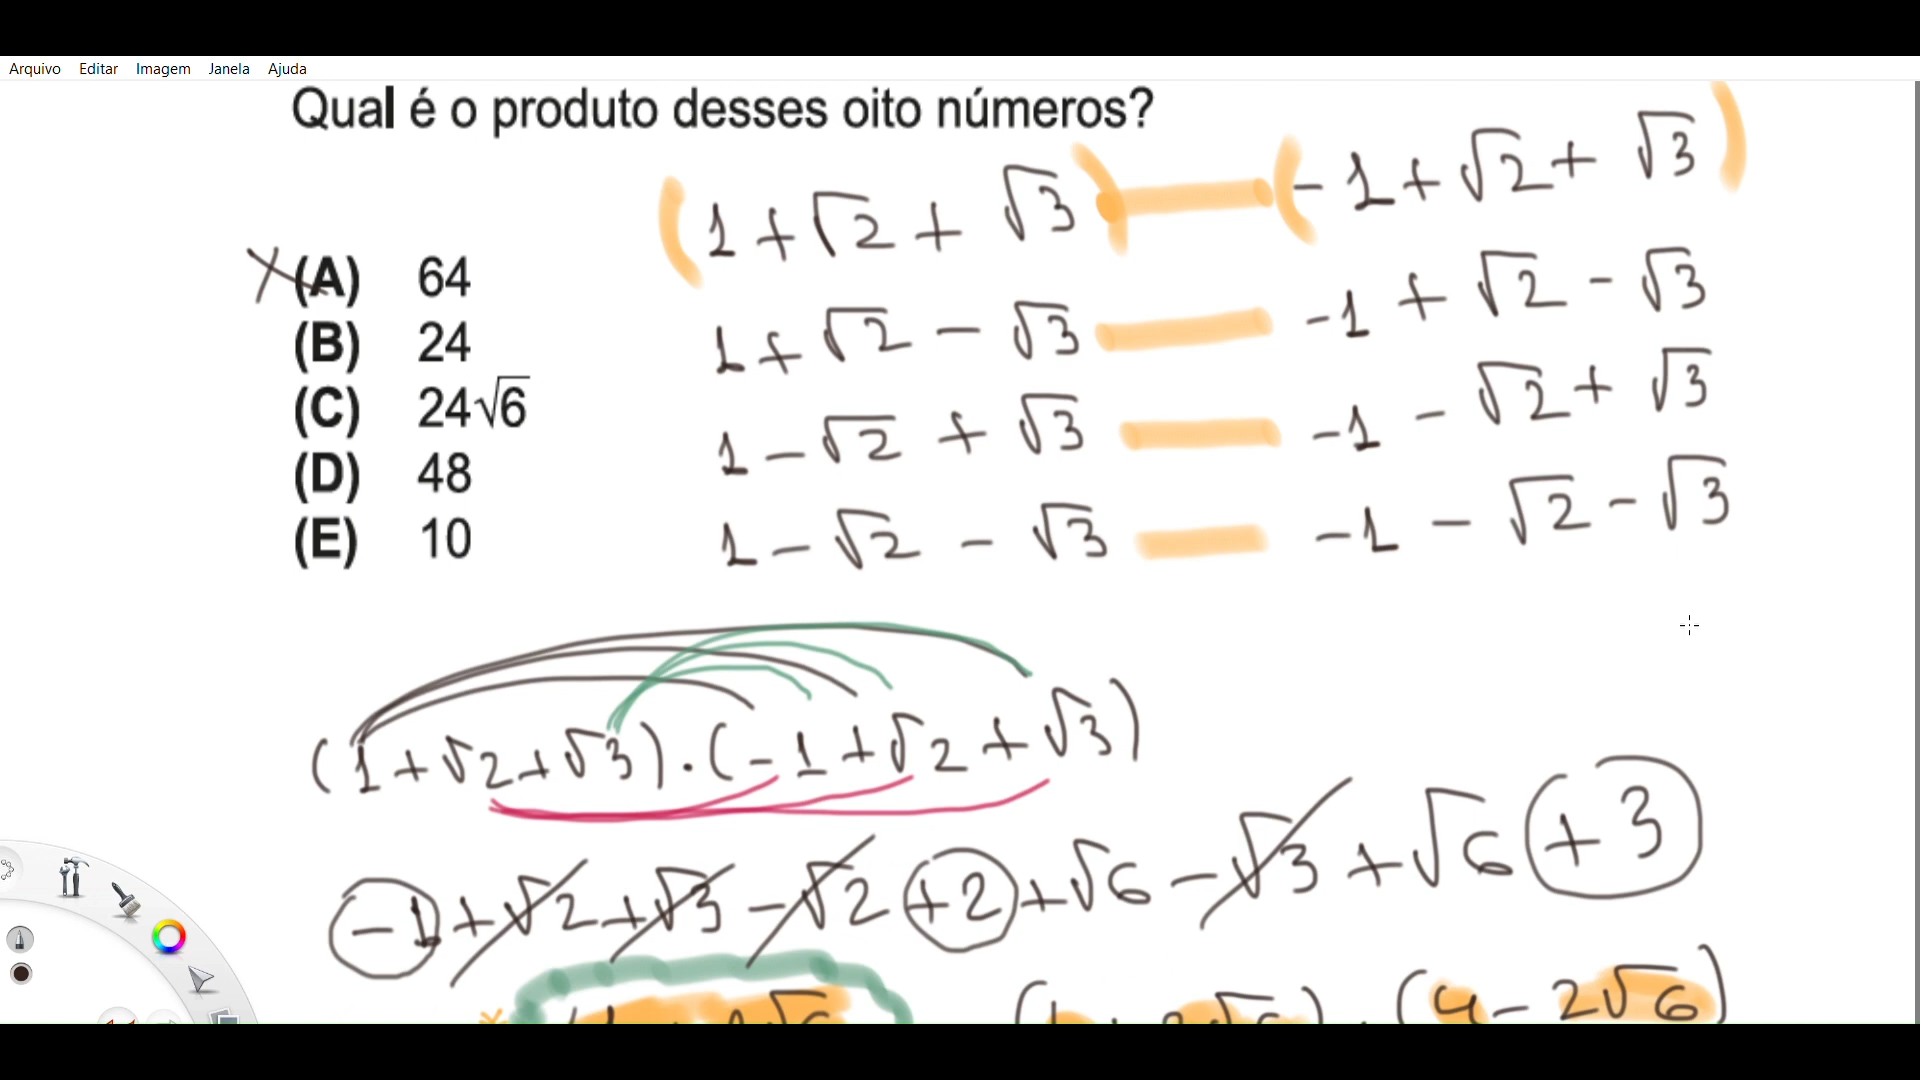 Arquivo Editar Imagem Janela Ajuda
Qual é o produto desses oito números?
(A) 64
(B) 24
(C) 24√6
(D) 48
(E) 10
(1 + √2 + √3) (-1 + √2 + √3)
1 + √2 - √3 -1 + √2 - √3
1 - √2 + √3 -1 - √2 + √3
1 - √2 - √3 -1 - √2 - √3
(1+√2+√3).(-1+√2+√3)
-1+√2+√3-√2+2+√6-√3+√6+3
(4-2√6)